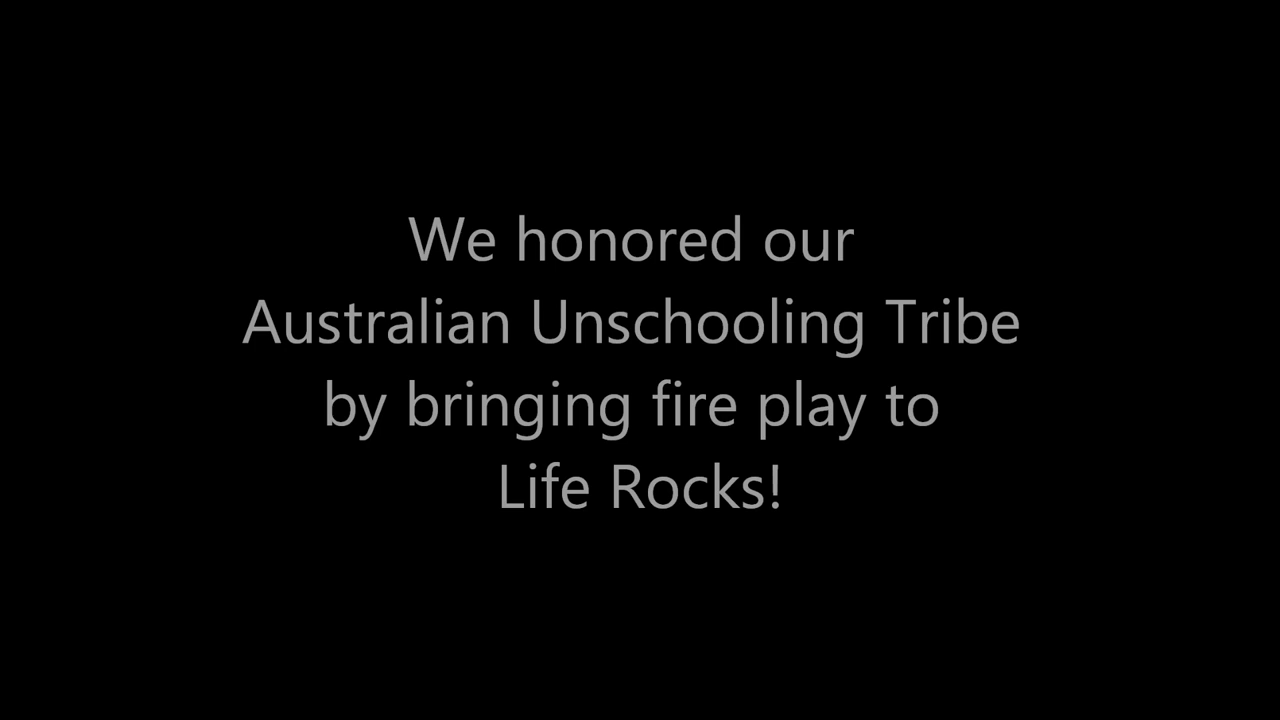 We honored our
Australian Unschooling Tribe
by bringing fire play to
Life Rocks!